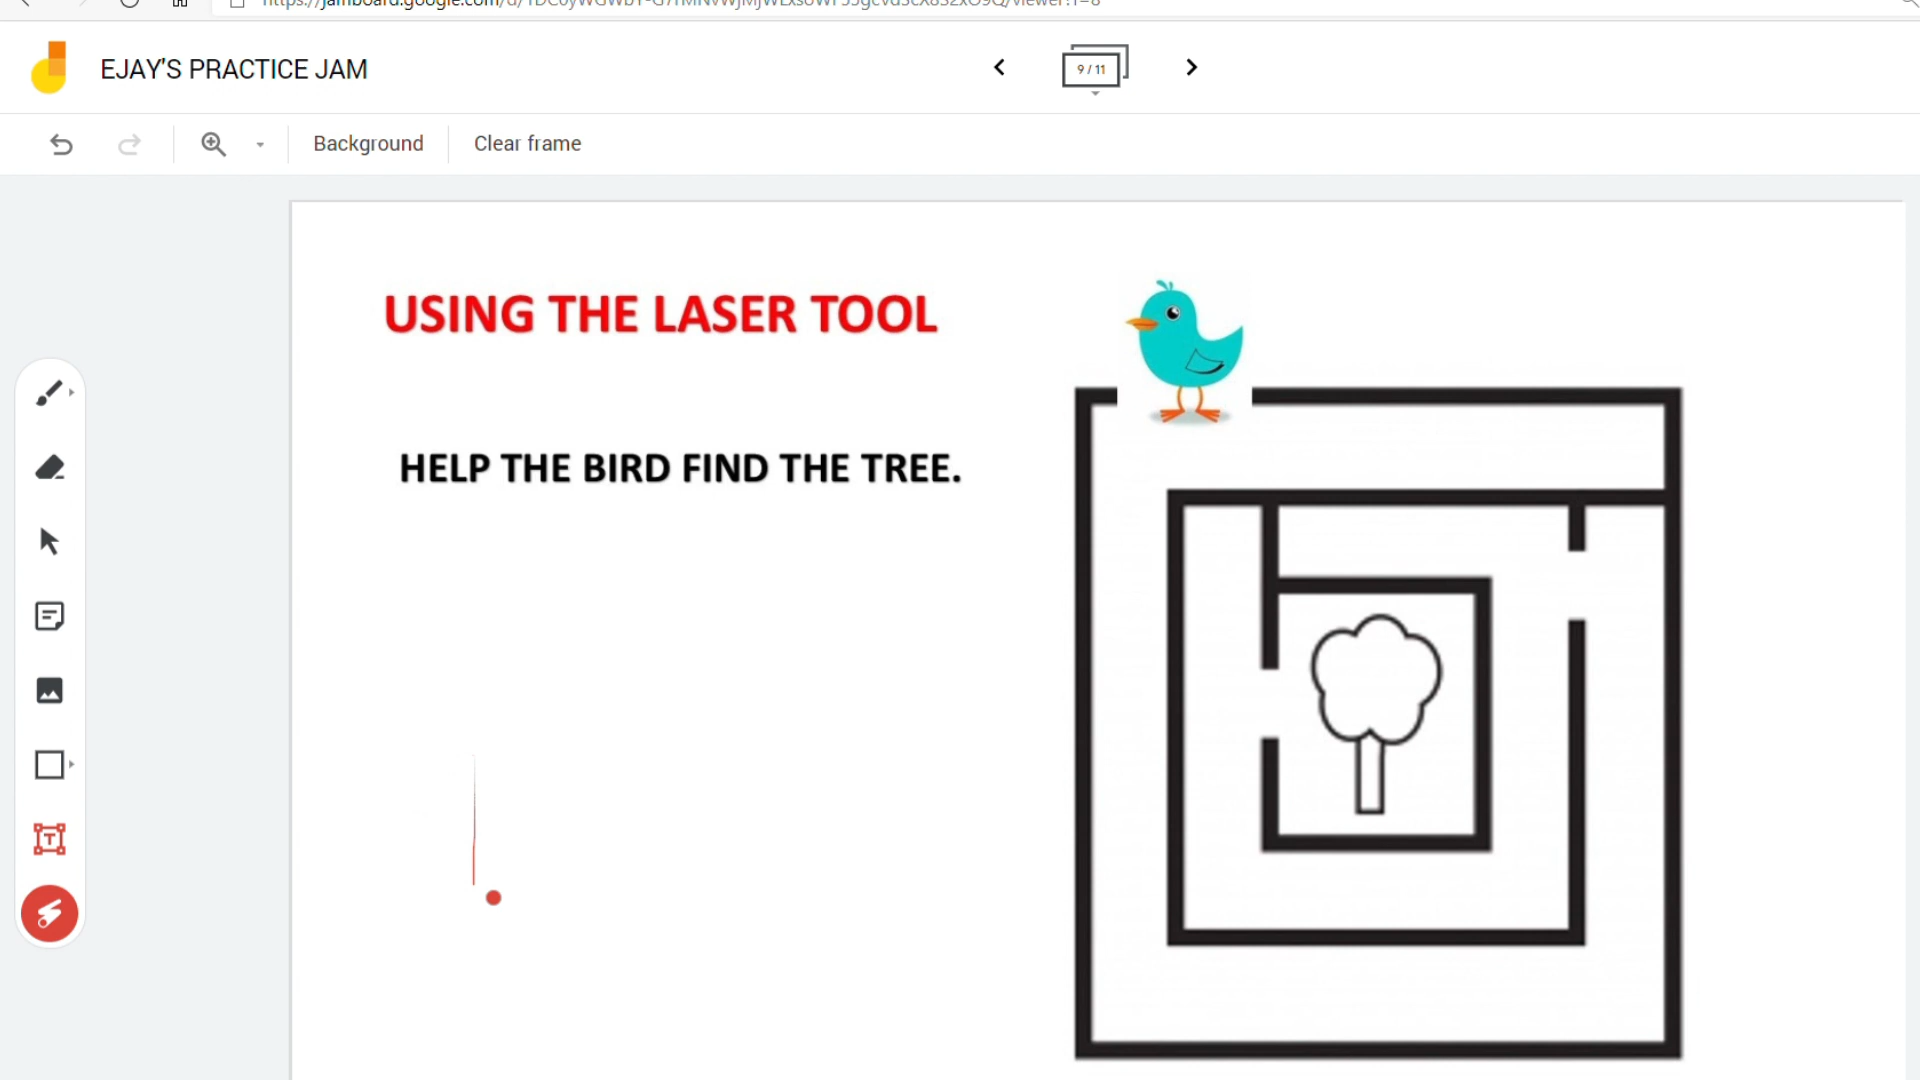 EJAY'S PRACTICE JAM
9 / 11
Background
Clear frame
USING THE LASER TOOL
HELP THE BIRD FIND THE TREE.
T